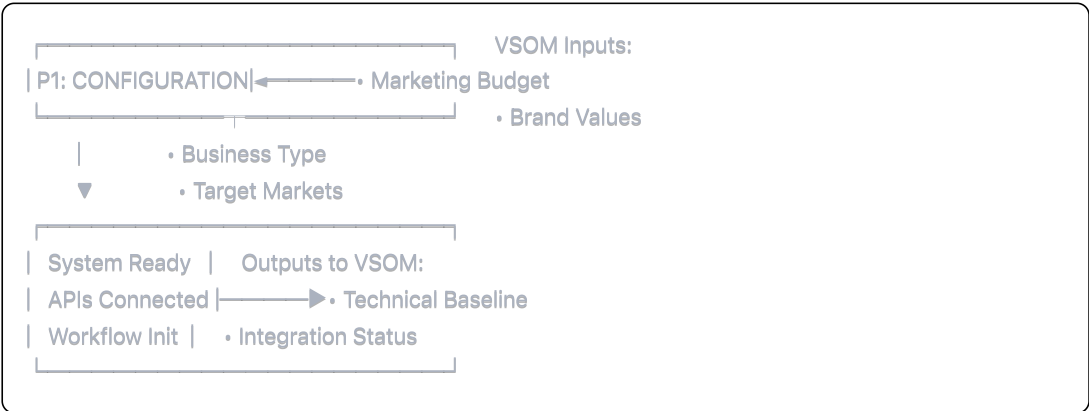 VSOM Inputs:
P1: CONFIGURATION • Marketing Budget
• Brand Values
• Business Type
• Target Markets
System Ready Outputs to VSOM:
APIs Connected • Technical Baseline
Workflow Init • Integration Status